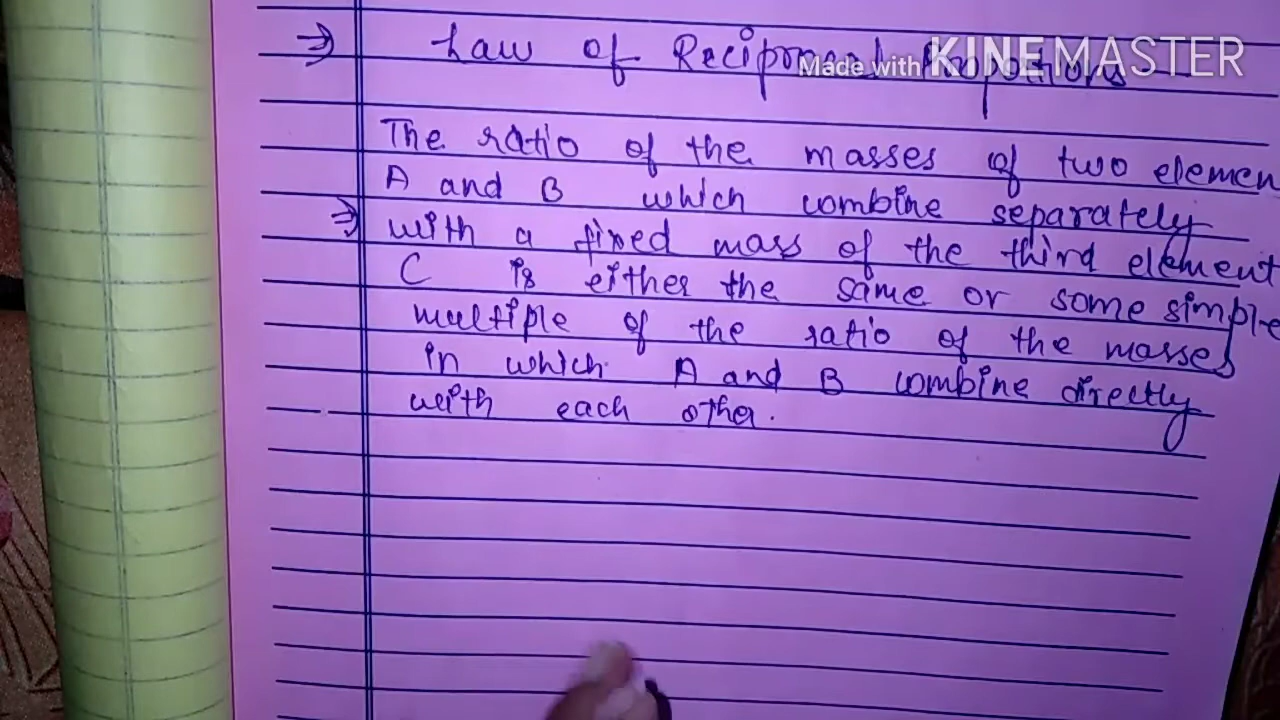 ⇒ Law of Reciprocal Propotions
Made with KINEMASTER
The ratio of the masses of two elemen
A and B which combine separately
⇒ with a fixed mass of the third element
C is either the same or some simple
multiple of the ratio of the masses
in which A and B combine directly
with each other.